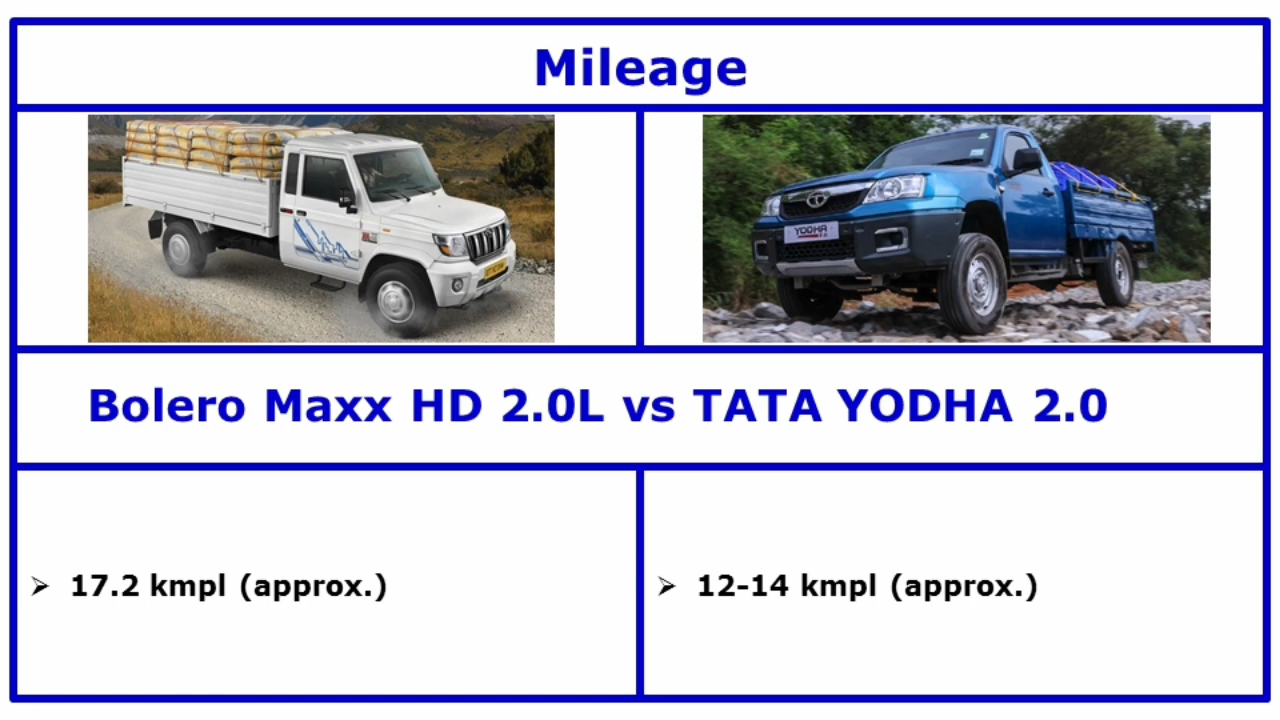 Mileage
YODHA
Bolero Maxx HD 2.0L vs TATA YODHA 2.0
➢ 17.2 kmpl (approx.)
➢ 12-14 kmpl (approx.)